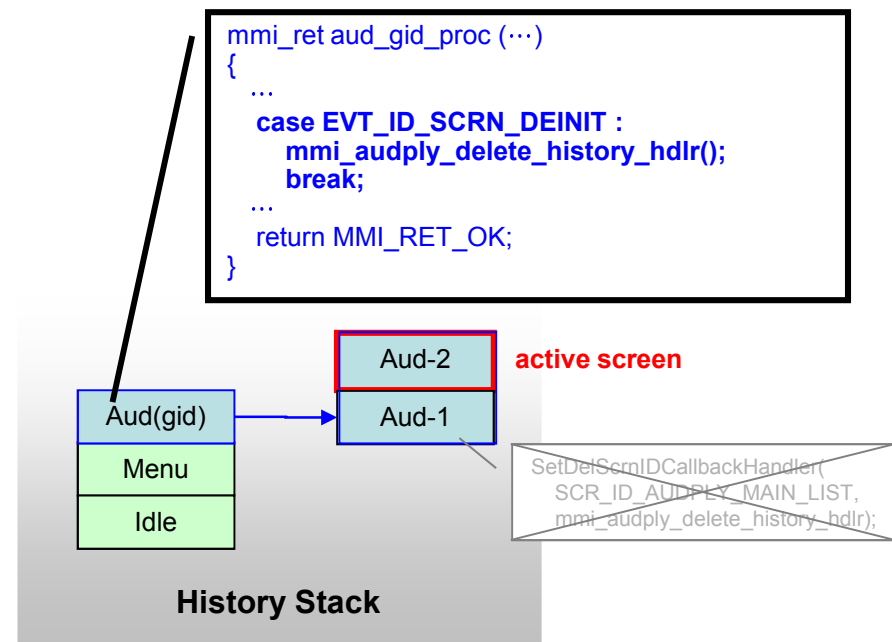 mmi_ret aud_gid_proc (⋯)
{
⋯
case EVT_ID_SCRN_DEINIT :
mmi_audply_delete_history_hdlr();
break;
⋯
return MMI_RET_OK;
}
Aud-2
active screen
Aud(gid)
Aud-1
Menu
Idle
SetDelScrnIDCallbackHandler(
SCR_ID_AUDPLY_MAIN_LIST,
mmi_audply_delete_history_hdlr);
History Stack